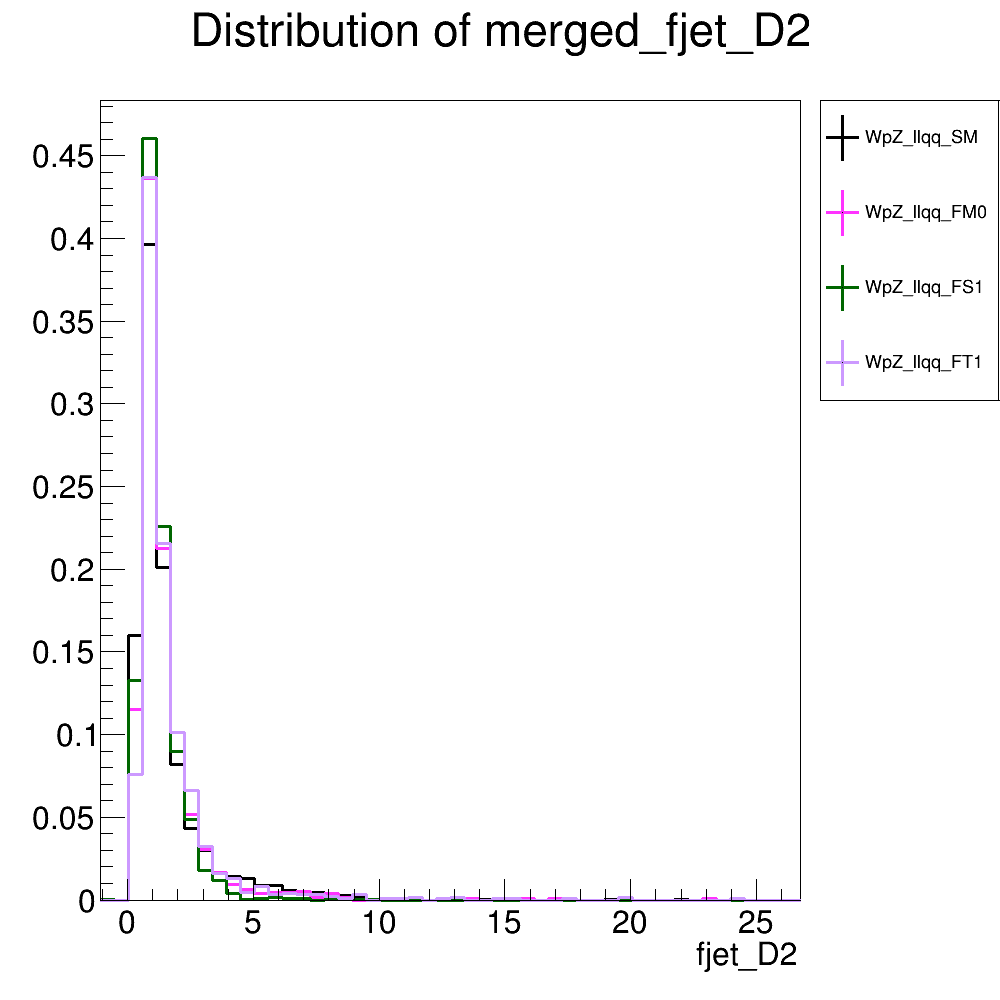 Distribution of merged_fjet_D2
WpZ_llqq_SM
WpZ_llqq_FM0
WpZ_llqq_FS1
WpZ_llqq_FT1
0.45
0.4
0.35
0.3
0.25
0.2
0.15
0.1
0.05
0
0 5 10 15 20 25
fjet_D2